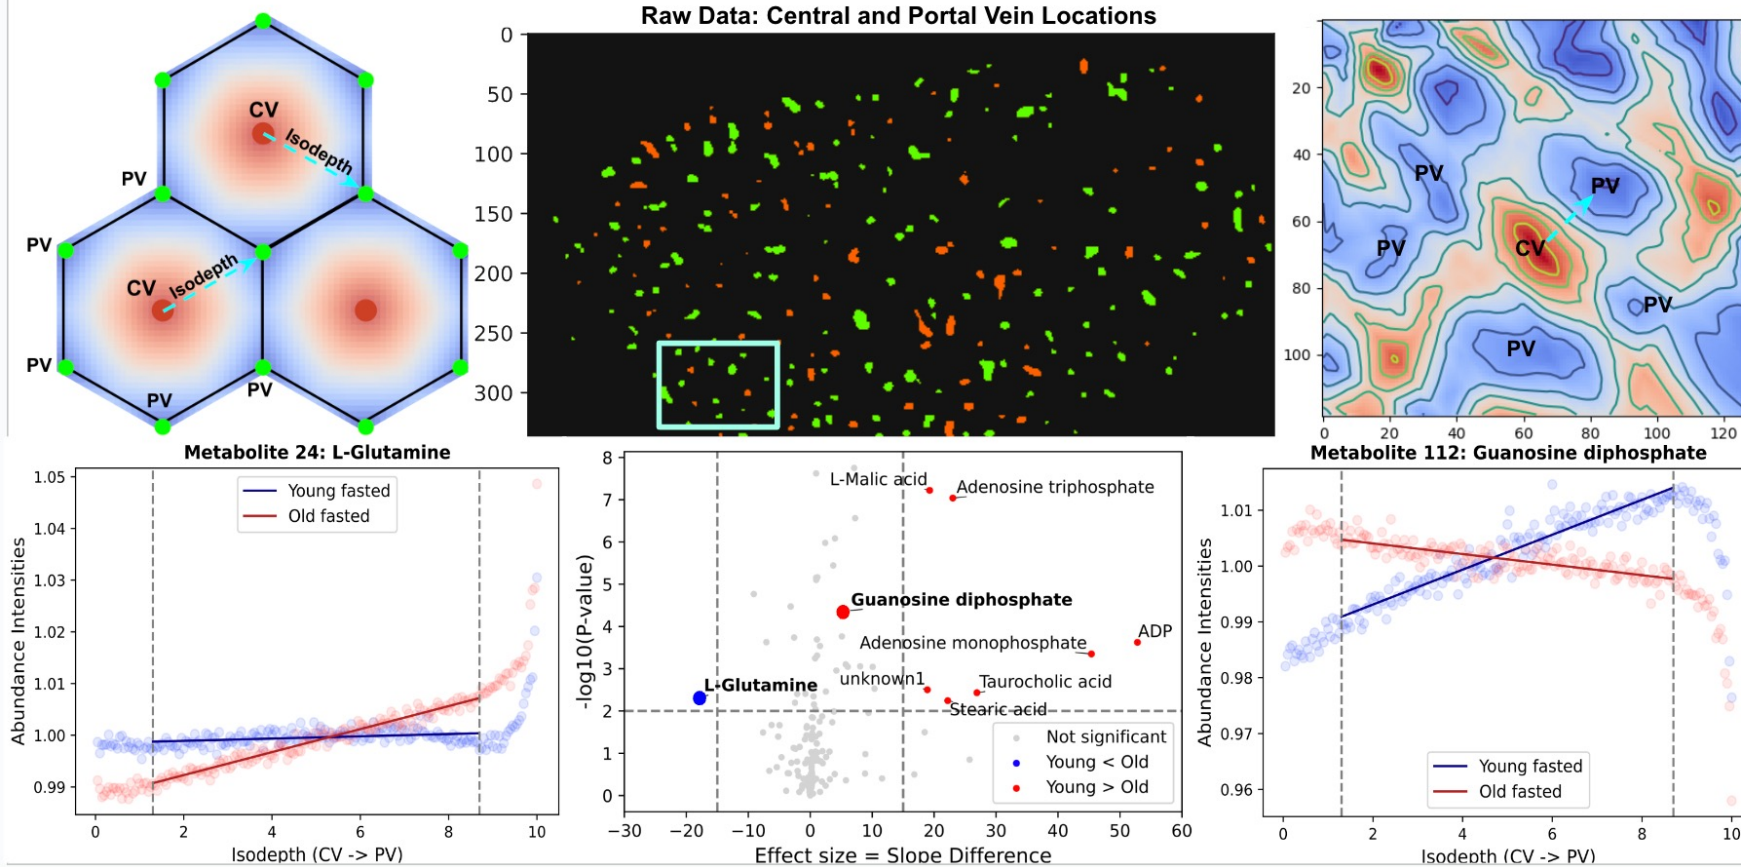 Raw Data: Central and Portal Vein Locations
CV
Isodepth
PV
PV
CV
Isodepth
PV
PV
PV
0
50
100
150
200
250
300
20
40
60
80
100
0
20
40
60
80
100
120
PV
PV
CV
PV
PV
PV
Metabolite 24: L-Glutamine
Young fasted
Old fasted
Abundance Intensities
1.05
1.04
1.03
1.02
1.01
1.00
0.99
0
2
4
6
8
10
Isodepth (CV -> PV)
-log10(P-value)
8
7
6
5
4
3
2
1
0
L-Malic acid
Adenosine triphosphate
Guanosine diphosphate
ADP
Adenosine monophosphate
unknown1
Taurocholic acid
L-Glutamine
Stearic acid
Not significant
Young < Old
Young > Old
−30
−20
−10
0
10
20
30
40
50
60
Effect size = Slope Difference
Metabolite 112: Guanosine diphosphate
Abundance Intensities
1.01
1.00
0.99
0.98
0.97
0.96
Young fasted
Old fasted
0
2
4
6
8
10
Isodepth (CV -> PV)